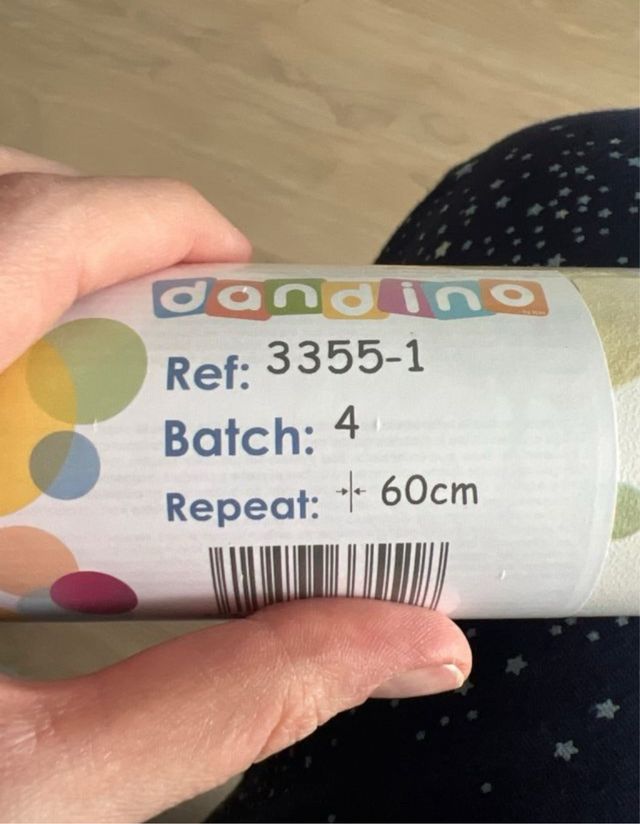 dandino
Ref: 3355-1
Batch: 4
Repeat: 60cm